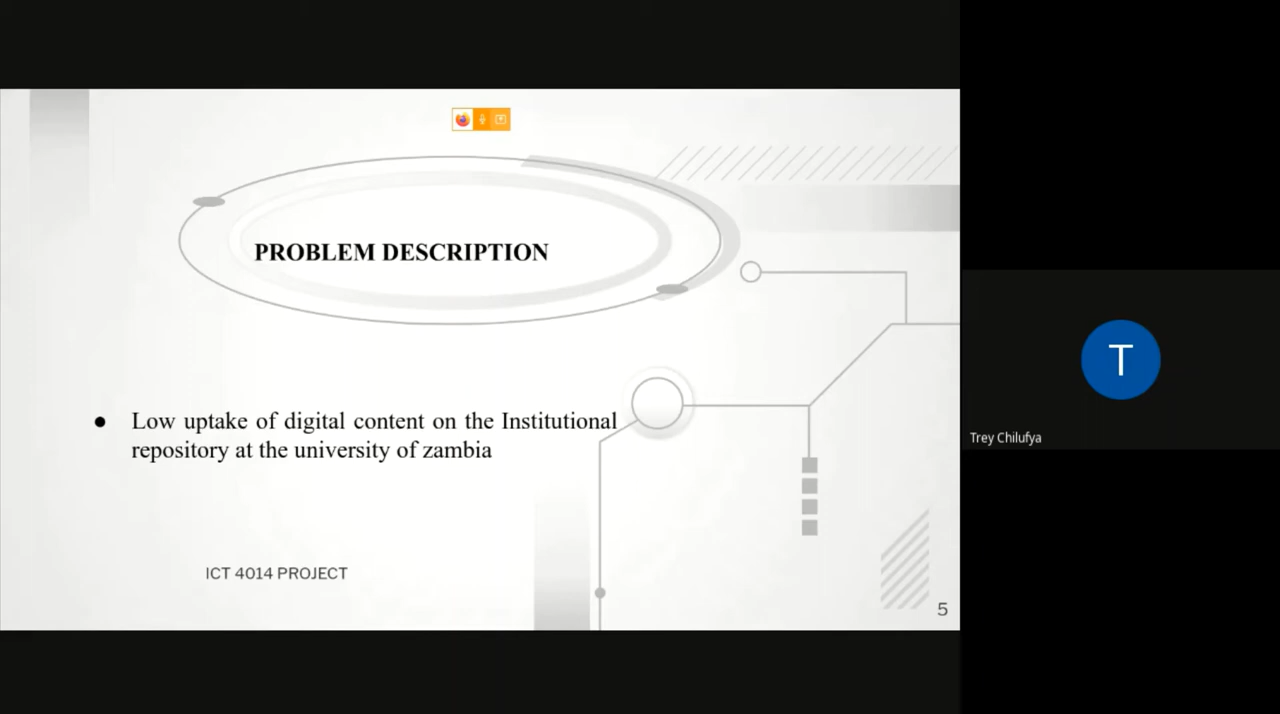 PROBLEM DESCRIPTION
● Low uptake of digital content on the Institutional
repository at the university of zambia
ICT 4014 PROJECT
5
T
Trey Chilufya